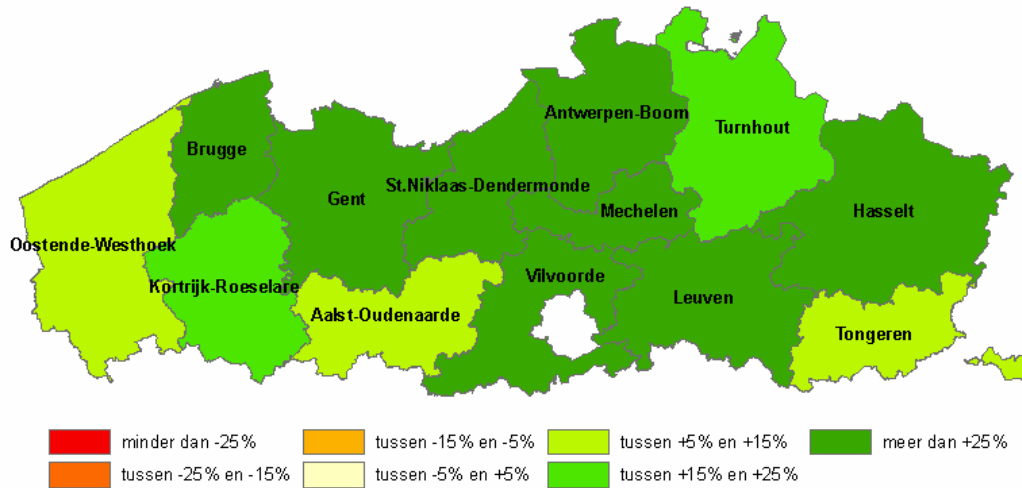 Antwerpen-Boom
Turnhout
Brugge
St.Niklaas-Dendermonde
Gent
Mechelen
Hasselt
Oostende-Westhoek
Vilvoorde
Kortrijk-Roeselare
Leuven
Aalst-Oudenaarde
Tongeren
minder dan -25% tussen -15% en -5% tussen +5% en +15% meer dan +25%
tussen -25% en -15% tussen -5% en +5% tussen +15% en +25%